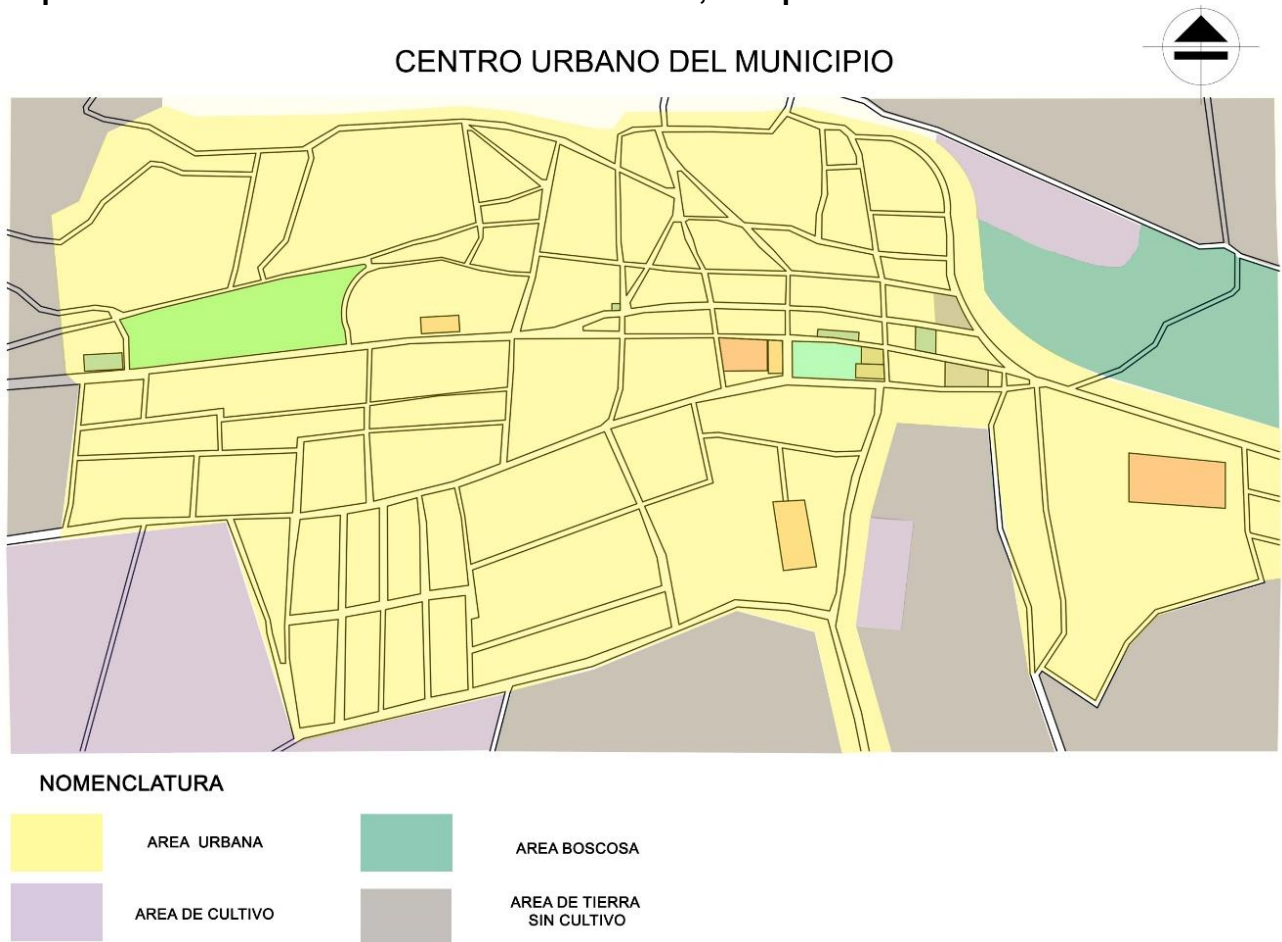 CENTRO URBANO DEL MUNICIPIO
NOMENCLATURA
AREA URBANA
AREA BOSCOSA
AREA DE CULTIVO
AREA DE TIERRA
SIN CULTIVO